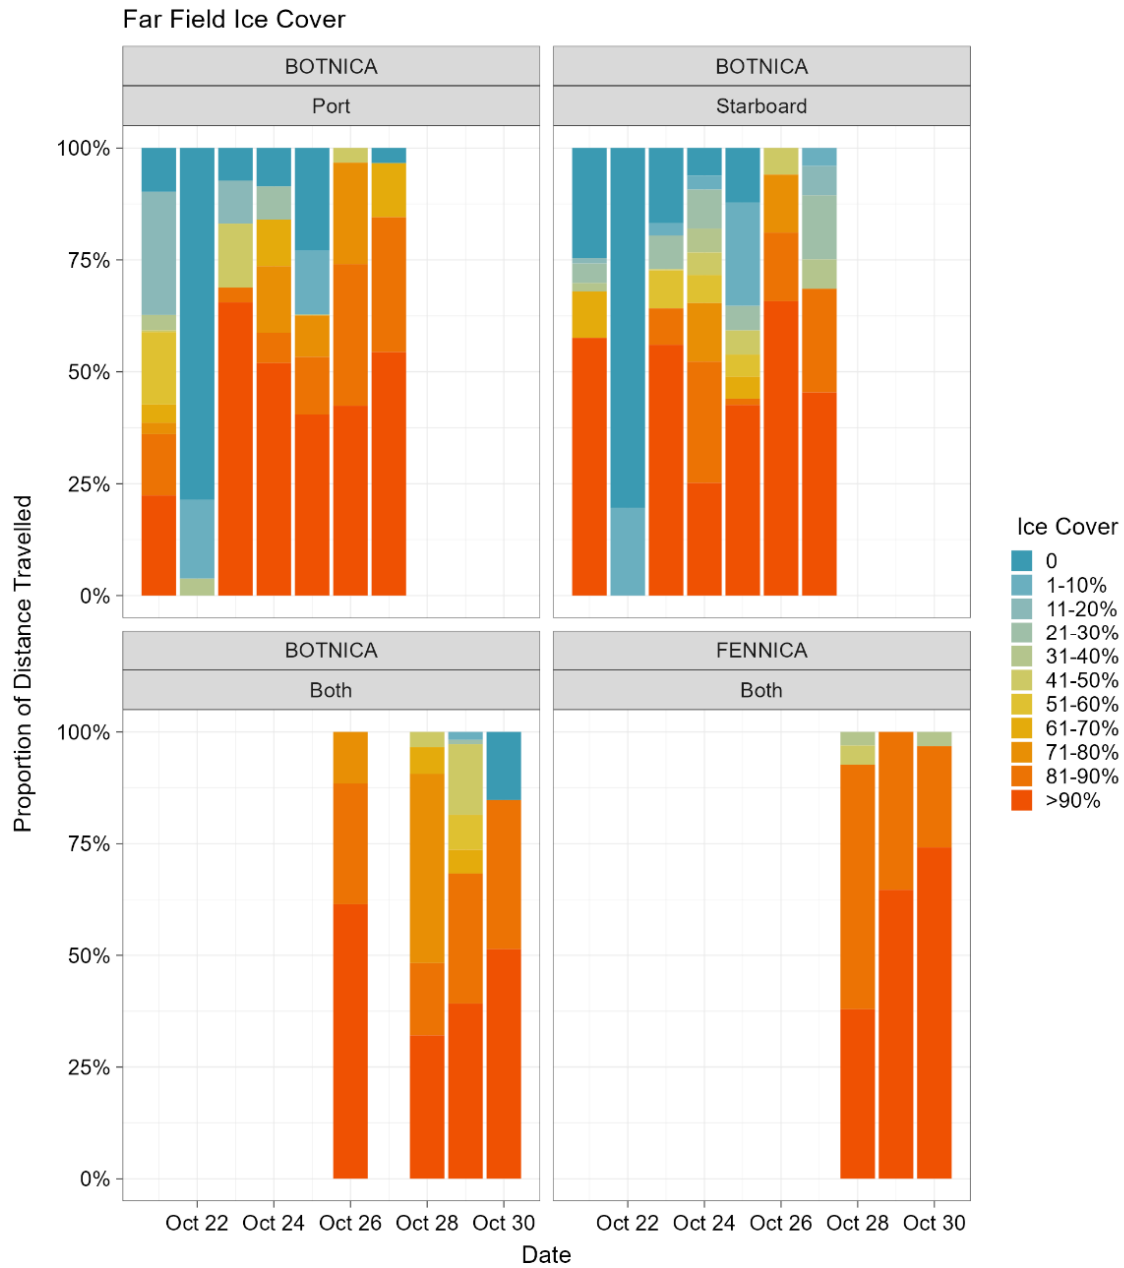 Far Field Ice Cover
BOTNICA
Port
BOTNICA
Starboard
100%
75%
50%
25%
0%
BOTNICA
Both
FENNICA
Both
100%
75%
50%
25%
0%
Oct 22 Oct 24 Oct 26 Oct 28 Oct 30
Oct 22 Oct 24 Oct 26 Oct 28 Oct 30
Date
Proportion of Distance Travelled
Ice Cover
0
1-10%
11-20%
21-30%
31-40%
41-50%
51-60%
61-70%
71-80%
81-90%
>90%